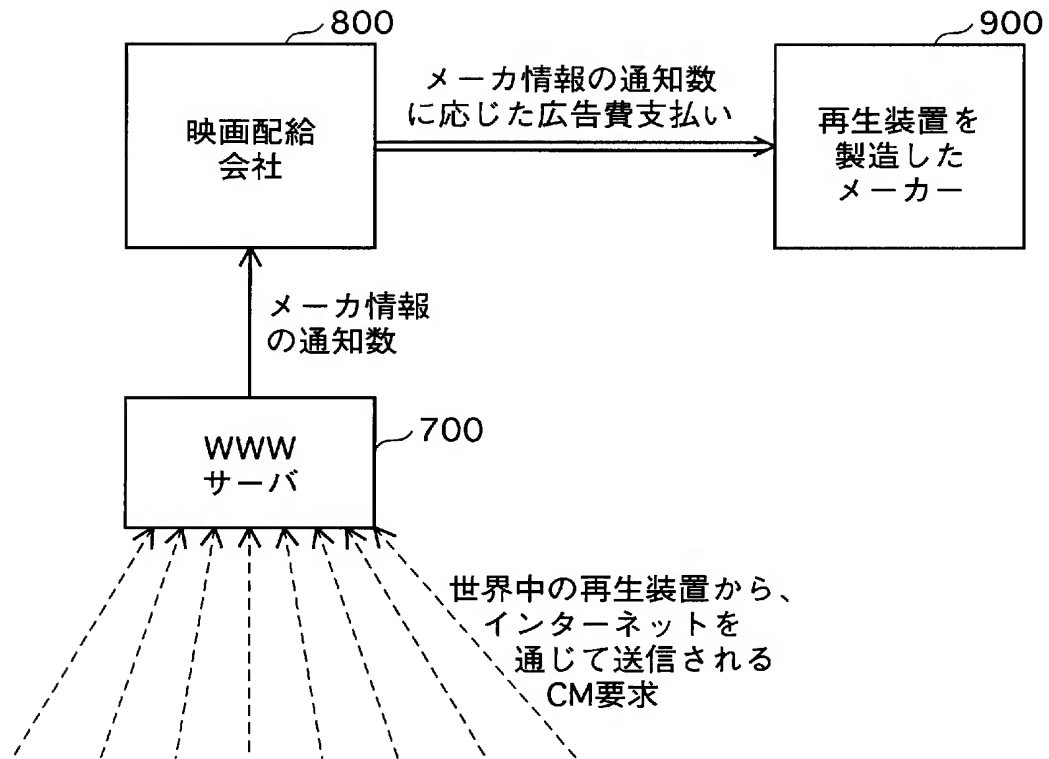 800
映画配給
会社
メーカ情報の通知数
に応じた広告費支払い
900
再生装置を
製造した
メーカー
メーカ情報
の通知数
700
WWW
サーバ
世界中の再生装置から、
インターネットを
通じて送信される
CM要求